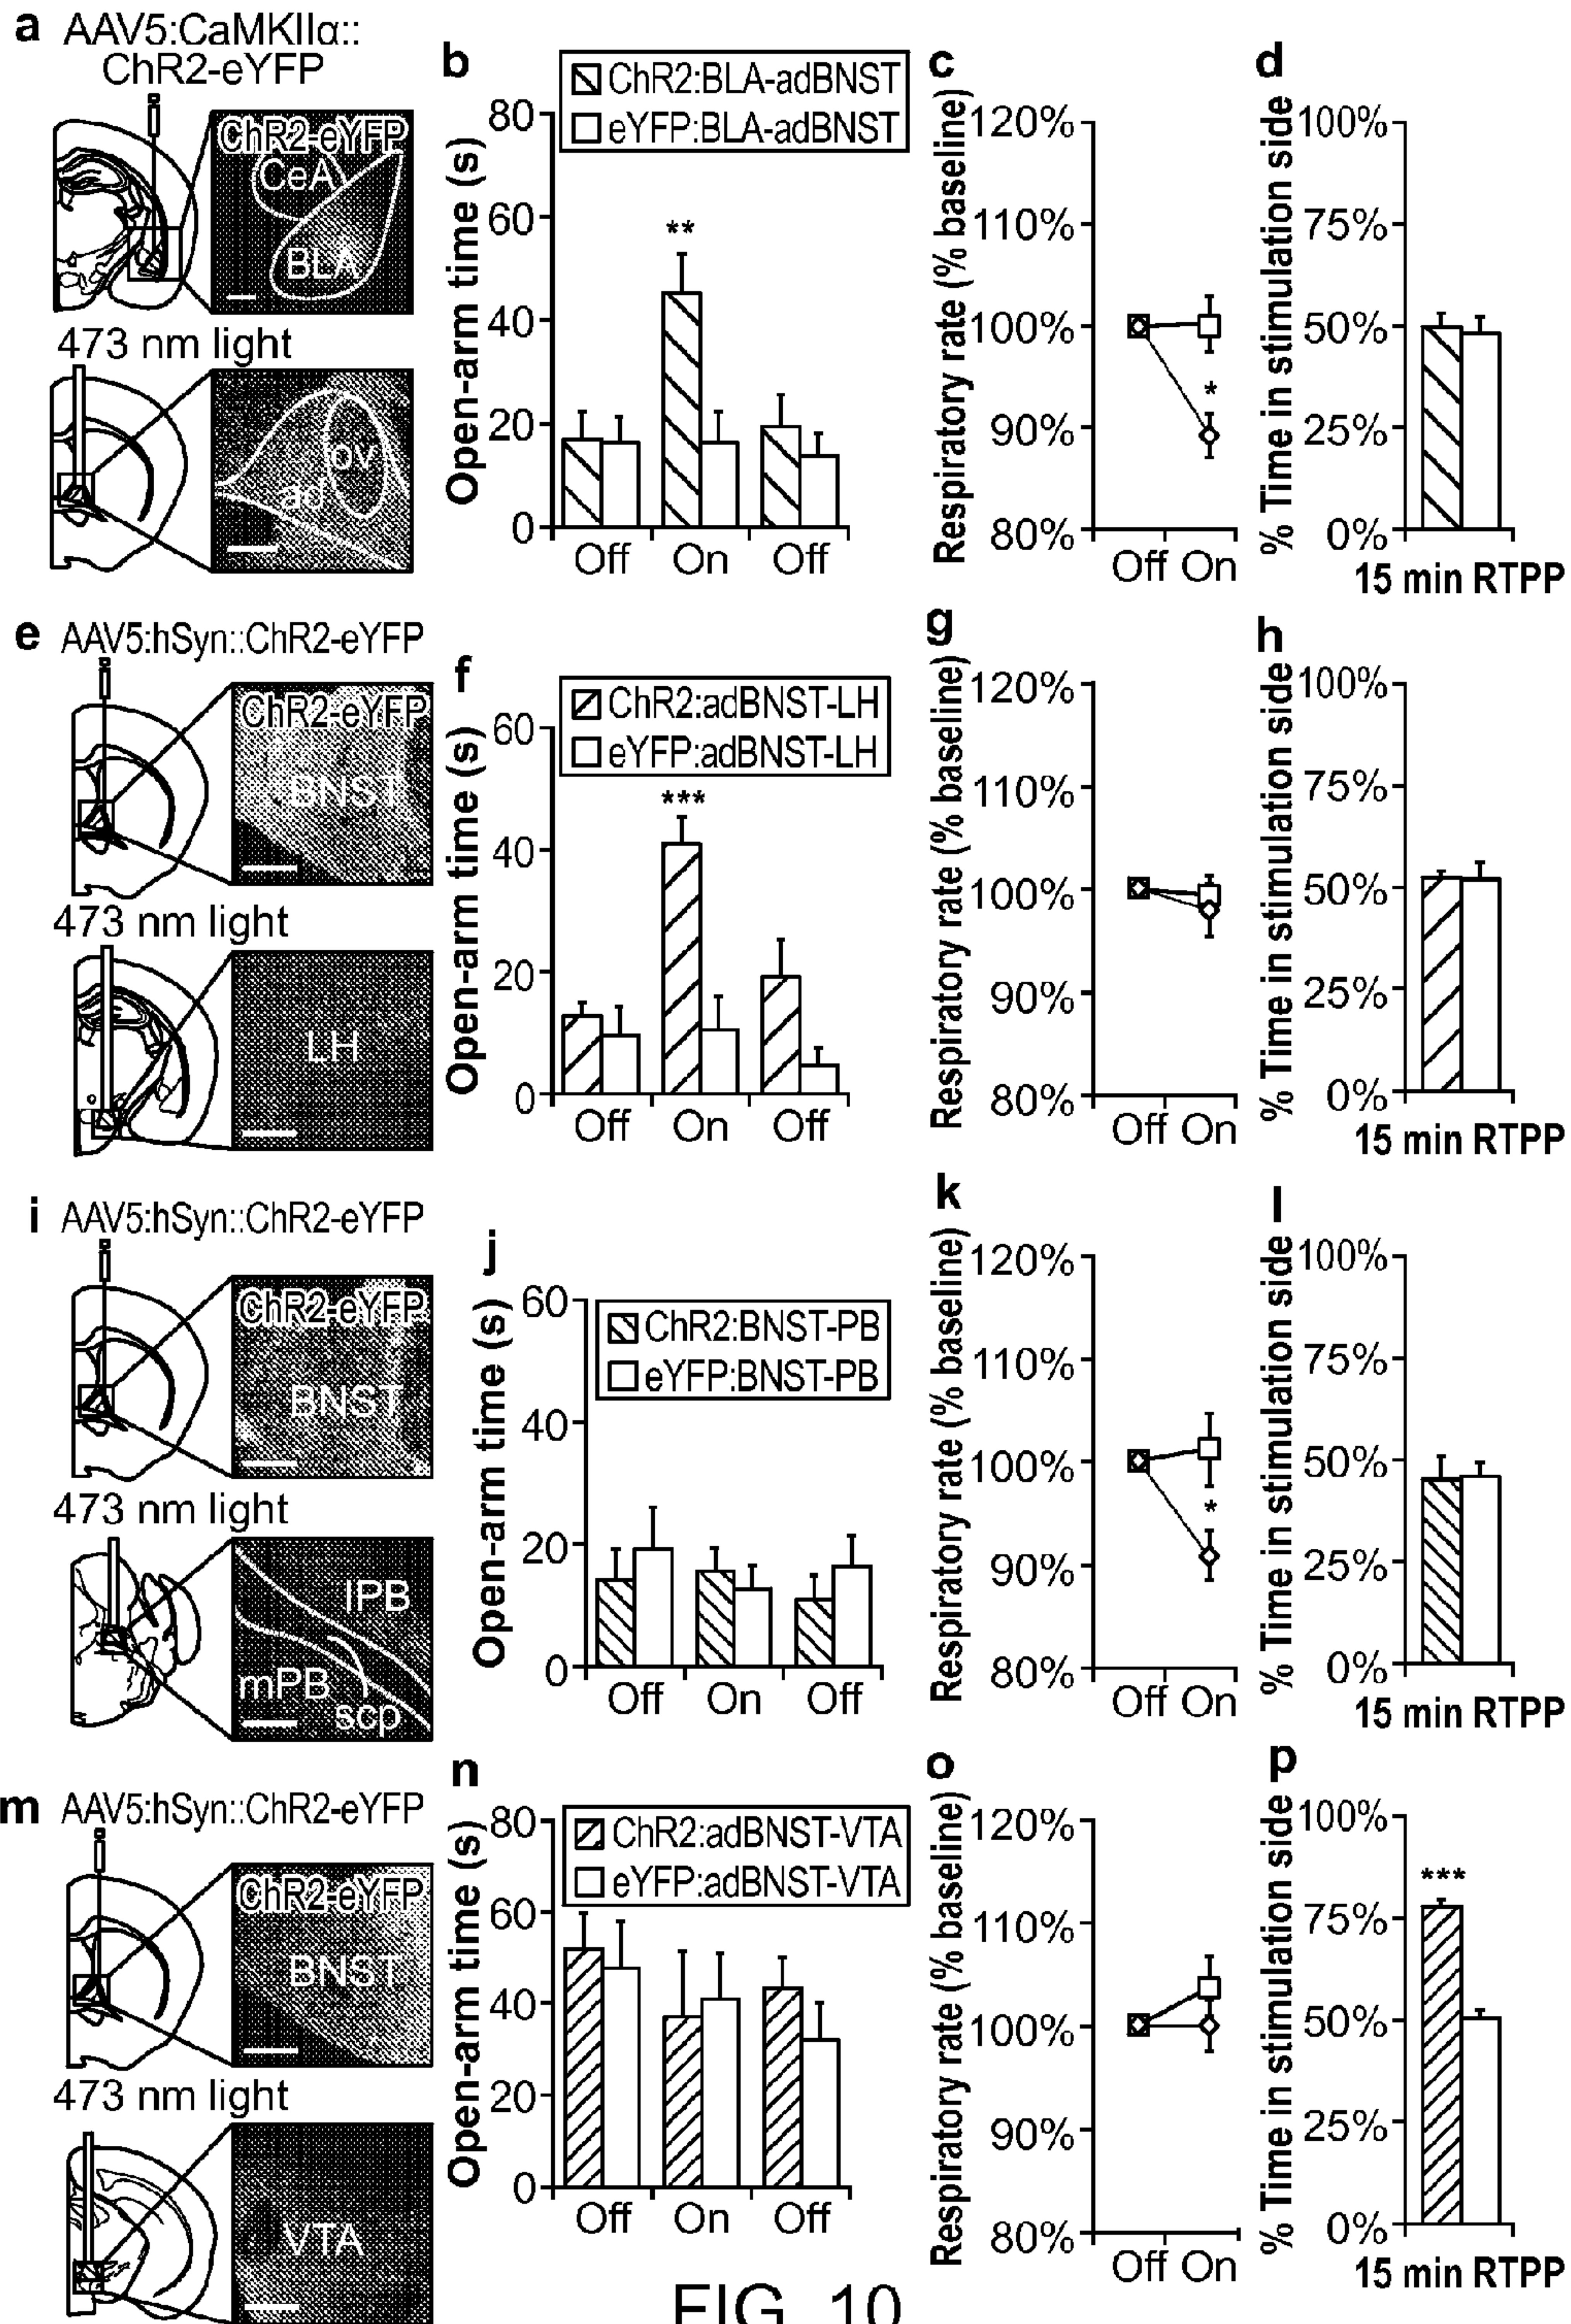 a AAV5:CaMKIIα::
ChR2-eYFP
ChR2-eYFP
CeA
BLA
473 nm light
ov
ad
b
ChR2:BLA-adBNST
eYFP:BLA-adBNST
Open-arm time (s)
80
60
40
20
0
**
Off On Off
c
Respiratory rate (% baseline)
120%
110%
100%
90%
80%
*
Off On
d
% Time in stimulation side
100%
75%
50%
25%
0%
15 min RTPP
e AAV5:hSyn::ChR2-eYFP
ChR2-eYFP
BNST
473 nm light
LH
f
ChR2:adBNST-LH
eYFP:adBNST-LH
Open-arm time (s)
60
40
20
0
***
Off On Off
g
Respiratory rate (% baseline)
120%
110%
100%
90%
80%
Off On
h
% Time in stimulation side
100%
75%
50%
25%
0%
15 min RTPP
i AAV5:hSyn::ChR2-eYFP
ChR2-eYFP
BNST
473 nm light
lPB
mPB
scp
j
ChR2:BNST-PB
eYFP:BNST-PB
Open-arm time (s)
60
40
20
0
Off On Off
k
Respiratory rate (% baseline)
120%
110%
100%
90%
80%
*
Off On
l
% Time in stimulation side
100%
75%
50%
25%
0%
15 min RTPP
m AAV5:hSyn::ChR2-eYFP
ChR2-eYFP
BNST
473 nm light
VTA
n
ChR2:adBNST-VTA
eYFP:adBNST-VTA
Open-arm time (s)
80
60
40
20
0
Off On Off
o
Respiratory rate (% baseline)
120%
110%
100%
90%
80%
Off On
p
% Time in stimulation side
100%
75%
50%
25%
0%
***
15 min RTPP
FIG. 10